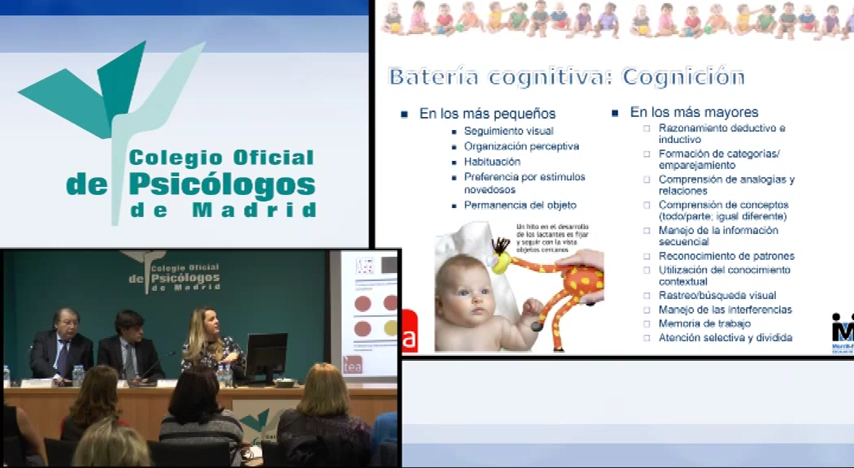 Colegio Oficial
de Psicólogos
de Madrid
Batería cognitiva: Cognición
En los más pequeños
Seguimiento visual
Organización perceptiva
Habituación
Preferencia por estímulos
novedosos
Permanencia del objeto
Un hito en el desarrollo
de los lactantes es fijar
y seguir con la vista
objetos cercanos
En los más mayores
Razonamiento deductivo e
inductivo
Formación de categorías/
emparejamiento
Comprensión de analogías y
relaciones
Comprensión de conceptos
(todo/parte; igual diferente)
Manejo de la información
secuencial
Reconocimiento de patrones
Utilización del conocimiento
contextual
Rastreo/búsqueda visual
Manejo de las interferencias
Memoria de trabajo
Atención selectiva y dividida
a
M
Colegio Oficial
de Psicólogos
de Madrid
tea